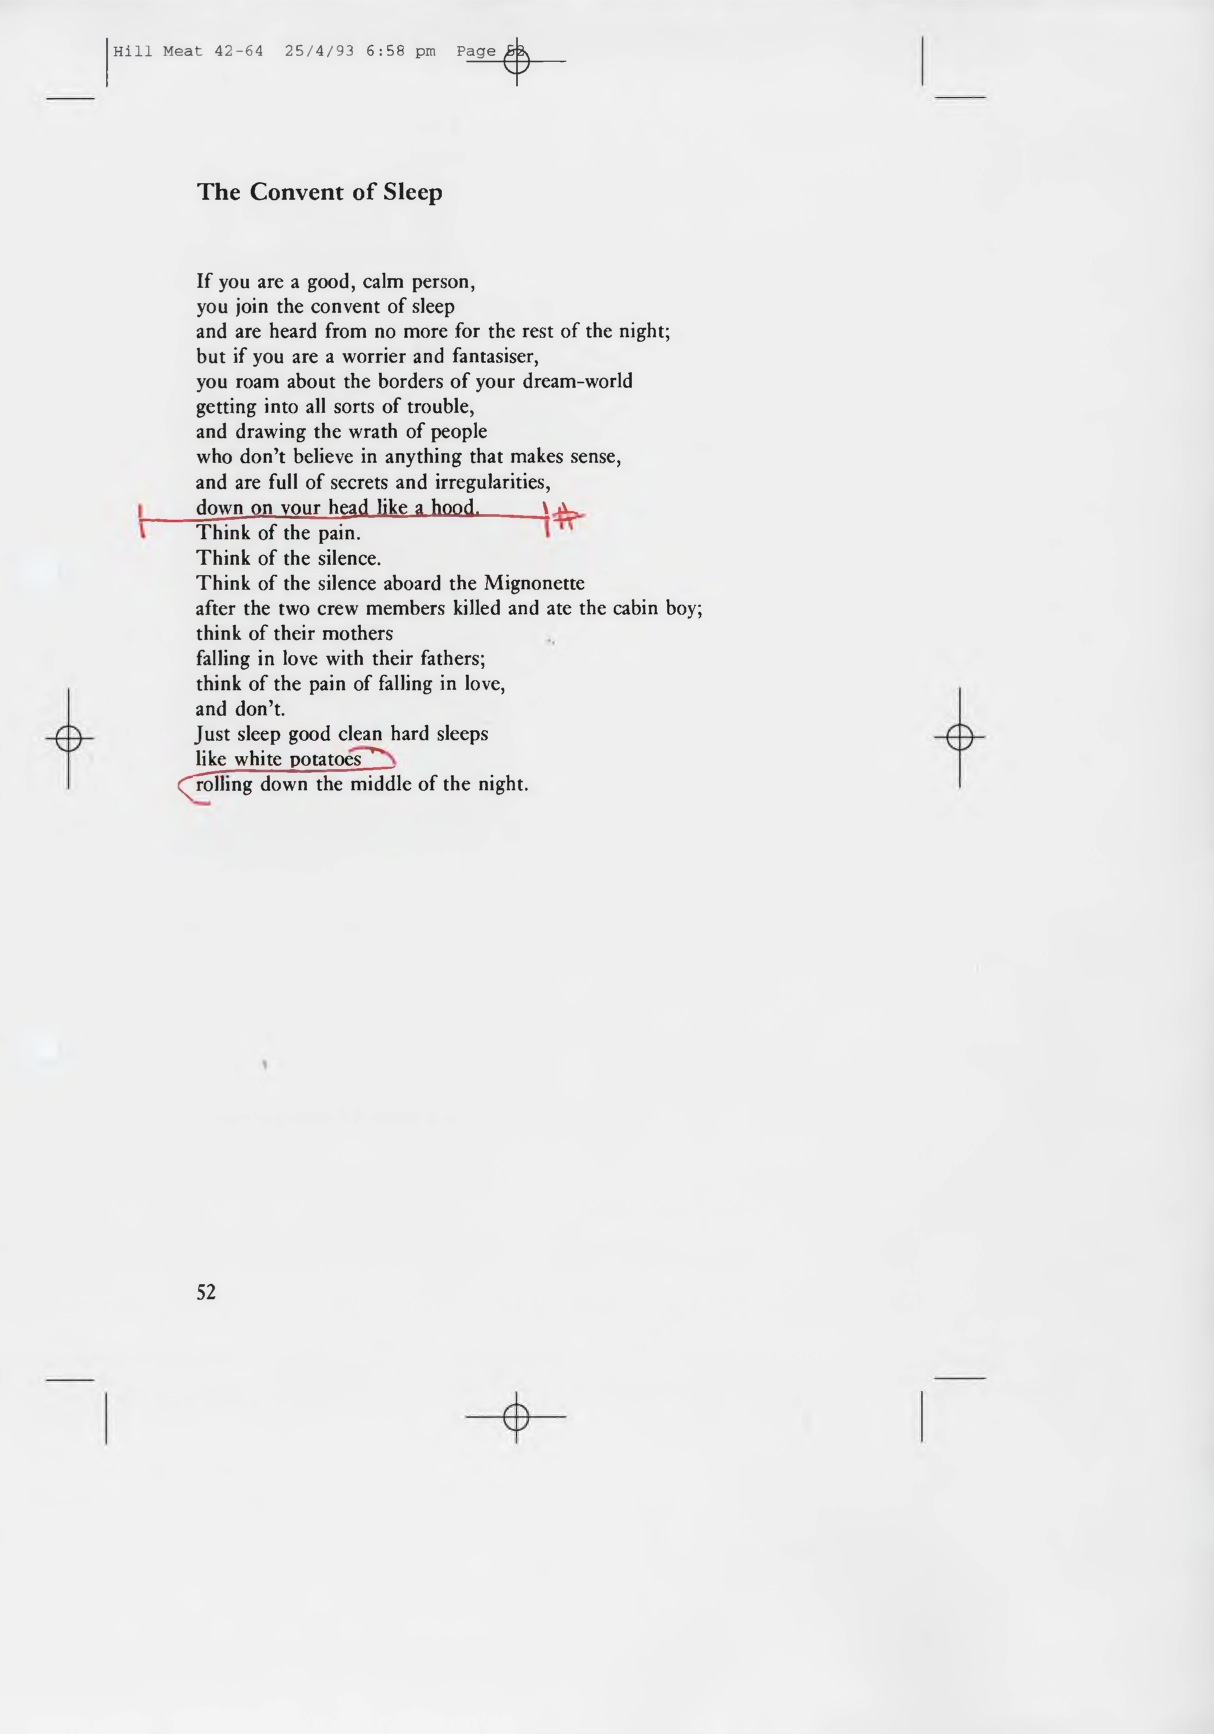 Hill Meat 42-64 25/4/93 6:58 pm Page 52
The Convent of Sleep
If you are a good, calm person,
you join the convent of sleep
and are heard from no more for the rest of the night;
but if you are a worrier and fantasiser,
you roam about the borders of your dream-world
getting into all sorts of trouble,
and drawing the wrath of people
who don't believe in anything that makes sense,
and are full of secrets and irregularities,
down on your head like a hood.
#
Think of the pain.
Think of the silence.
Think of the silence aboard the Mignonette
after the two crew members killed and ate the cabin boy;
think of their mothers
falling in love with their fathers;
think of the pain of falling in love,
and don't.
Just sleep good clean hard sleeps
like white potatoes
rolling down the middle of the night.
52